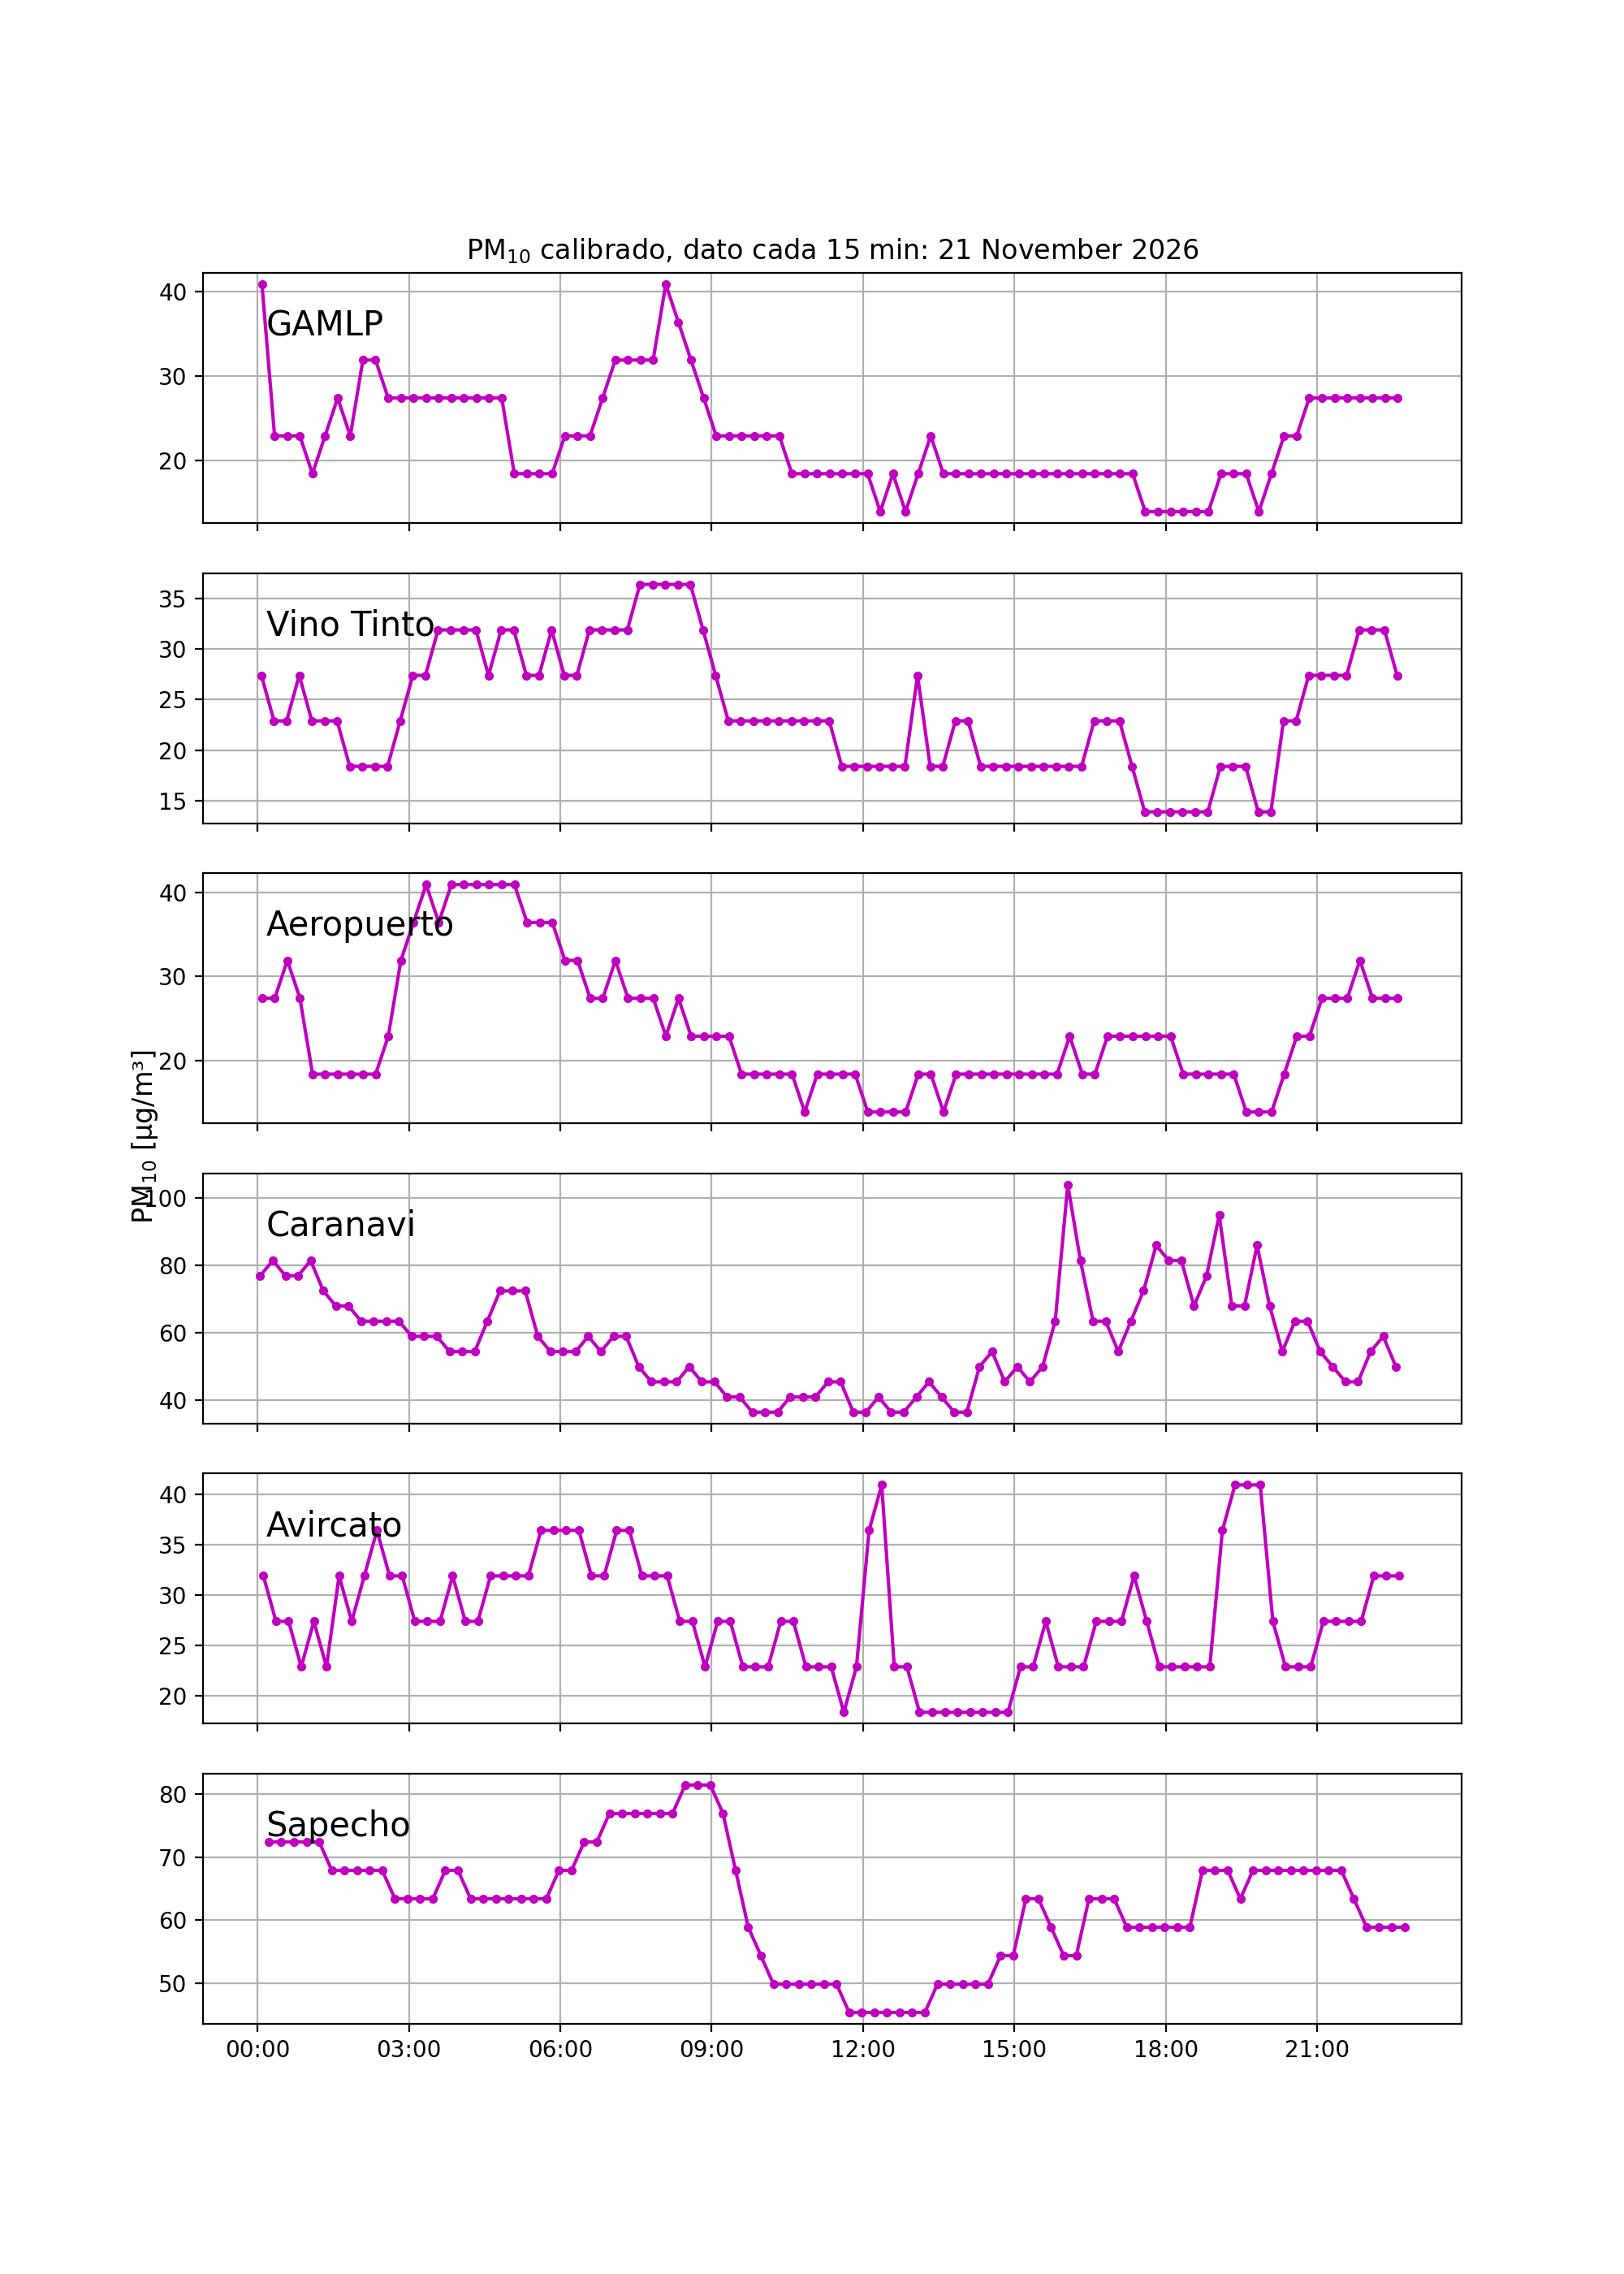 PM₁₀ calibrado, dato cada 15 min: 21 November 2026
40
30
20
GAMLP
35
30
25
20
15
Vino Tinto
40
30
20
Aeropuerto
PM₁₀ [µg/m³]
100
80
60
40
Caranavi
40
35
30
25
20
Avircato
80
70
60
50
Sapecho
00:00 03:00 06:00 09:00 12:00 15:00 18:00 21:00